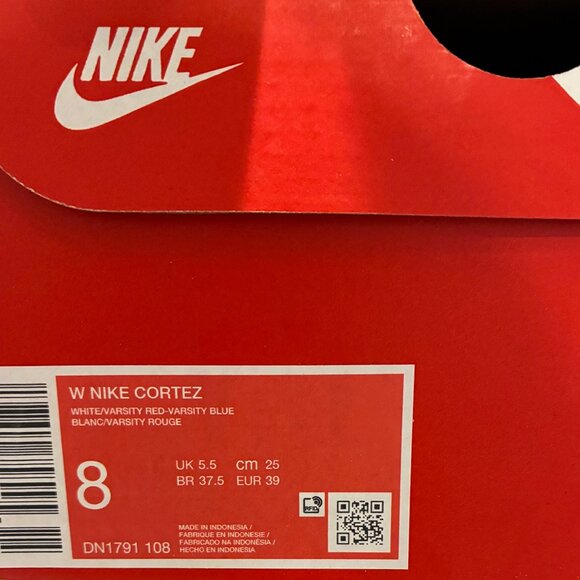 NIKE
W NIKE CORTEZ
WHITE/VARSITY RED-VARSITY BLUE
BLANC/VARSITY ROUGE
8
UK 5.5 cm 25
BR 37.5 EUR 39
RFID
DN1791 108
MADE IN INDONESIA /
FABRIQUE EN INDONESIE /
FABRICADO NA INDONÉSIA /
HECHO EN INDONESIA